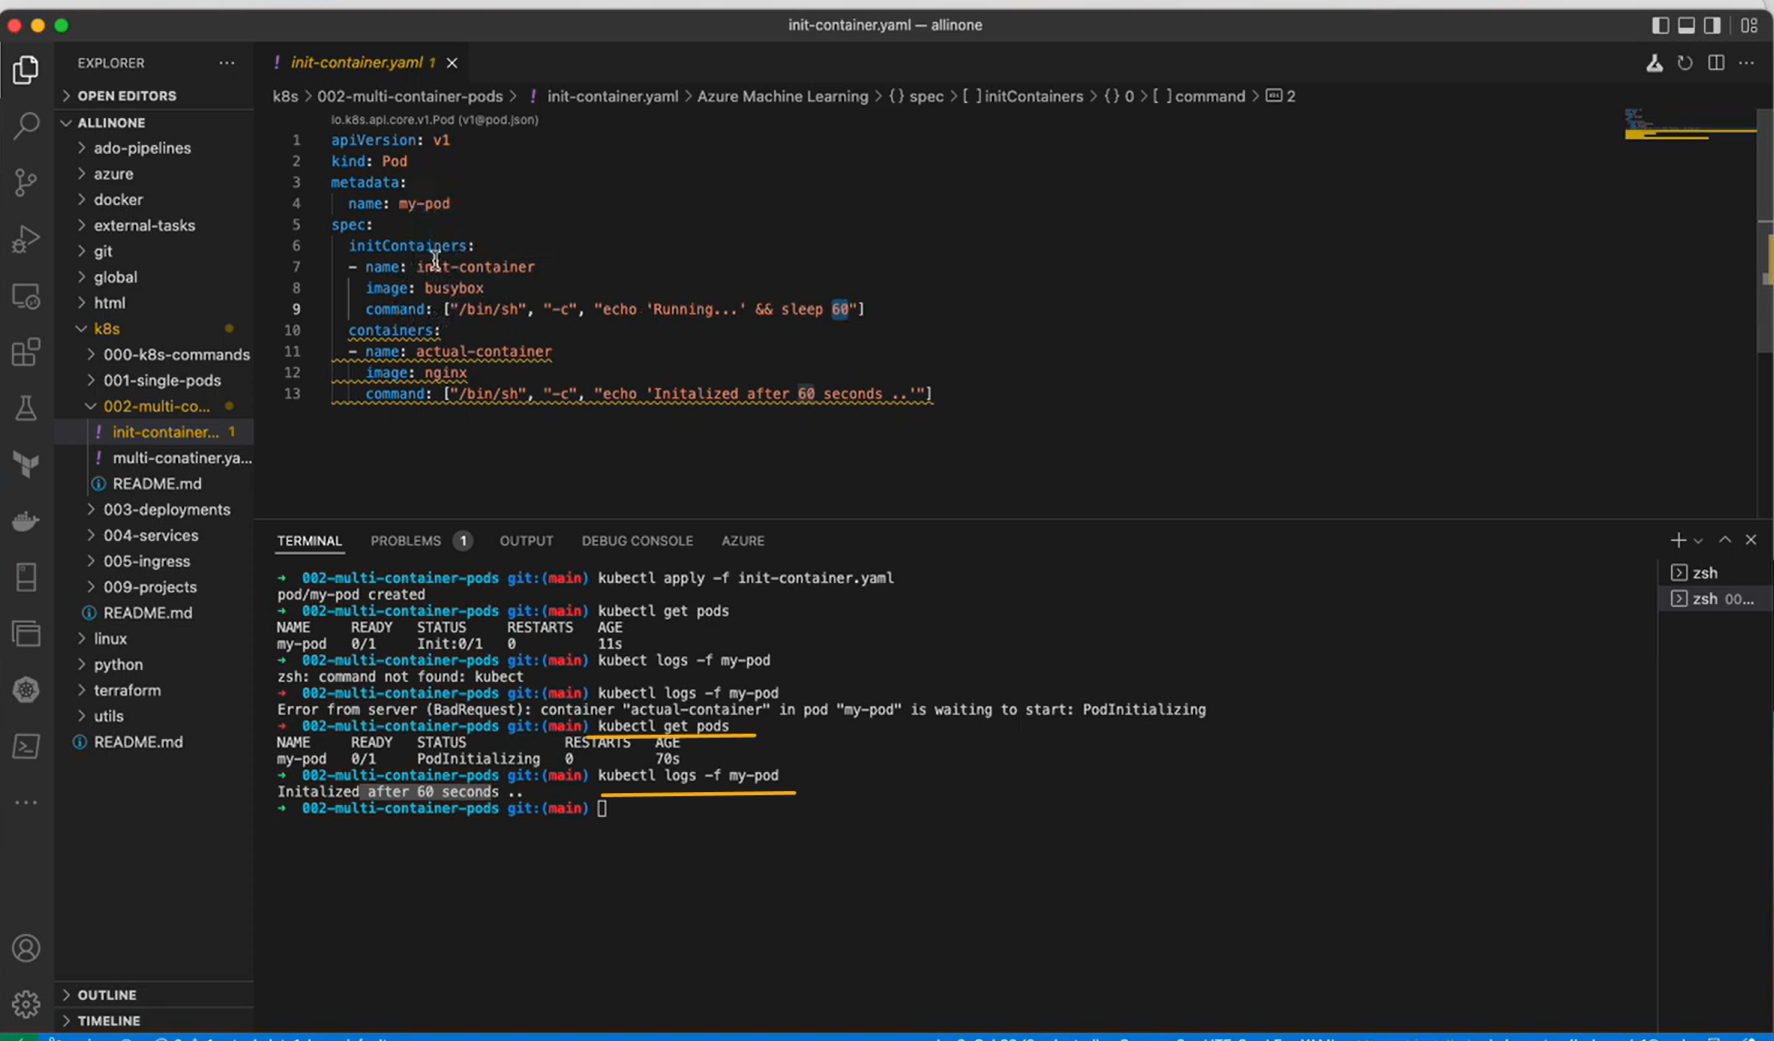 init-container.yaml — allinone
EXPLORER ···
! init-container.yaml 1
OPEN EDITORS
ALLINONE
ado-pipelines
azure
docker
external-tasks
git
global
html
k8s
000-k8s-commands
001-single-pods
002-multi-co...
! init-container... 1
! multi-conatiner.ya...
README.md
003-deployments
004-services
005-ingress
009-projects
README.md
linux
python
terraform
utils
README.md
OUTLINE
TIMELINE
k8s > 002-multi-container-pods > ! init-container.yaml > Azure Machine Learning > {} spec > [ ] initContainers > {} 0 > [ ] command > 2
io.k8s.api.core.v1.Pod (v1@pod.json)
1 apiVersion: v1
2 kind: Pod
3 metadata:
4 name: my-pod
5 spec:
6 initContainers:
7 - name: init-container
8 image: busybox
9 command: ["/bin/sh", "-c", "echo 'Running...' && sleep 60"]
10 containers:
11 - name: actual-container
12 image: nginx
13 command: ["/bin/sh", "-c", "echo 'Initalized after 60 seconds ..'"]
TERMINAL PROBLEMS 1 OUTPUT DEBUG CONSOLE AZURE
➜ 002-multi-container-pods git:(main) kubectl apply -f init-container.yaml
pod/my-pod created
➜ 002-multi-container-pods git:(main) kubectl get pods
NAME READY STATUS RESTARTS AGE
my-pod 0/1 Init:0/1 0 11s
➜ 002-multi-container-pods git:(main) kubect logs -f my-pod
zsh: command not found: kubect
➜ 002-multi-container-pods git:(main) kubectl logs -f my-pod
Error from server (BadRequest): container "actual-container" in pod "my-pod" is waiting to start: PodInitializing
➜ 002-multi-container-pods git:(main) kubectl get pods
NAME READY STATUS RESTARTS AGE
my-pod 0/1 PodInitializing 0 70s
➜ 002-multi-container-pods git:(main) kubectl logs -f my-pod
Initalized after 60 seconds ..
➜ 002-multi-container-pods git:(main)
zsh
zsh 00...